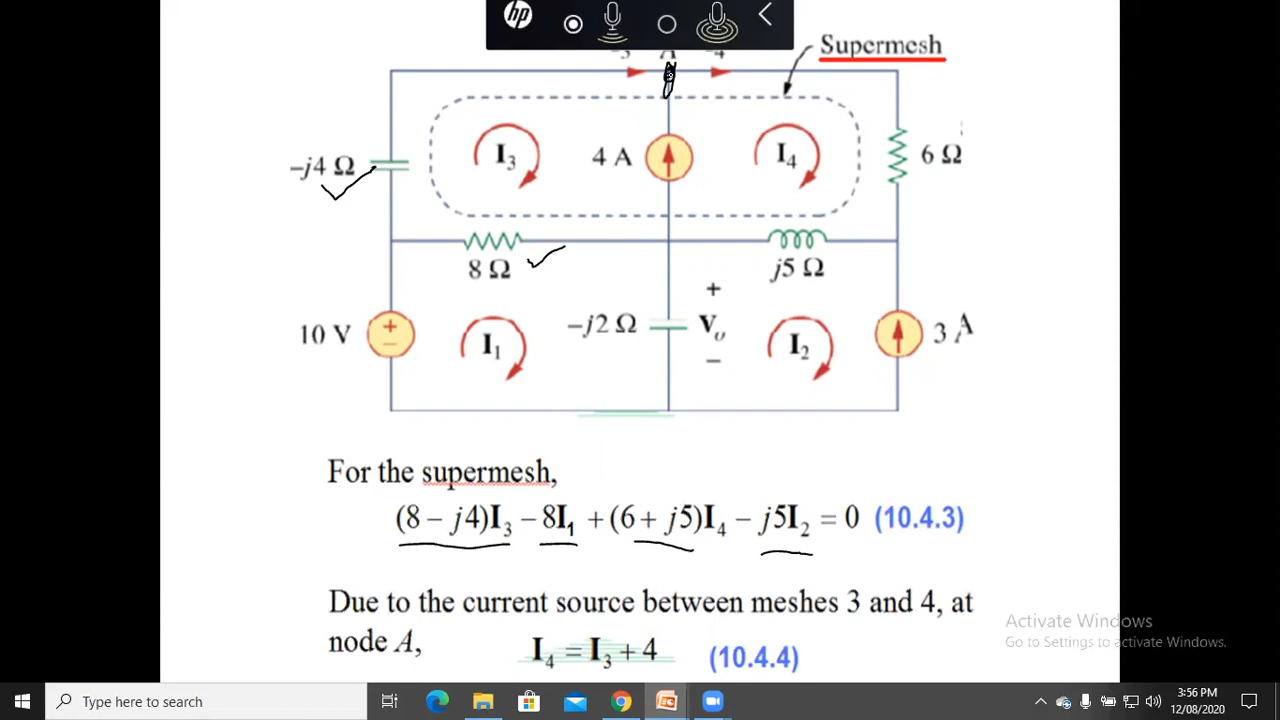 hp
Supermesh
−j4 Ω
I3
4 A
I4
6 Ω
8 Ω
j5 Ω
10 V
I1
−j2 Ω
+
Vo
−
I2
3 A
For the supermesh,
(8 − j4)I3 − 8I1 + (6 + j5)I4 − j5I2 = 0 (10.4.3)
Due to the current source between meshes 3 and 4, at
node A,
I4 = I3 + 4 (10.4.4)
Activate Windows
Go to Settings to activate Windows.
Type here to search
3:56 PM
12/08/2020